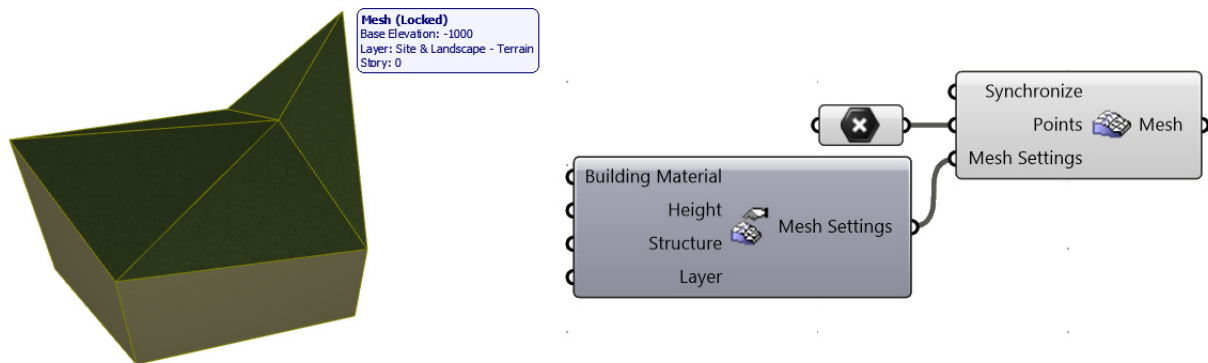 Mesh (Locked)
Base Elevation: -1000
Layer: Site & Landscape - Terrain
Story: 0
Synchronize
Points
Mesh
Mesh Settings
Building Material
Height
Mesh Settings
Structure
Layer